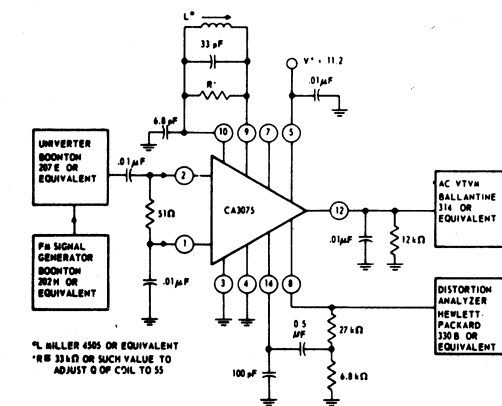 L*
33 pF
R*
V⁺ = 11.2
.01µF
6.8 pF
10
9
7
5
UNIVERTER
BOONTON
207 E OR
EQUIVALENT
.01µF
2
51Ω
1
CA3075
12
.01µF
12 kΩ
AC VTVM
BALLANTINE
314 OR
EQUIVALENT
FM SIGNAL
GENERATOR
BOONTON
202 H OR
EQUIVALENT
.01µF
3
4
14
8
0.5
µF
27 kΩ
100 pF
6.8 kΩ
DISTORTION
ANALYZER
HEWLETT-
PACKARD
330 B OR
EQUIVALENT
*L MILLER 4505 OR EQUIVALENT
*R≅ 33 kΩ OR SUCH VALUE TO
ADJUST Q OF COIL TO 55